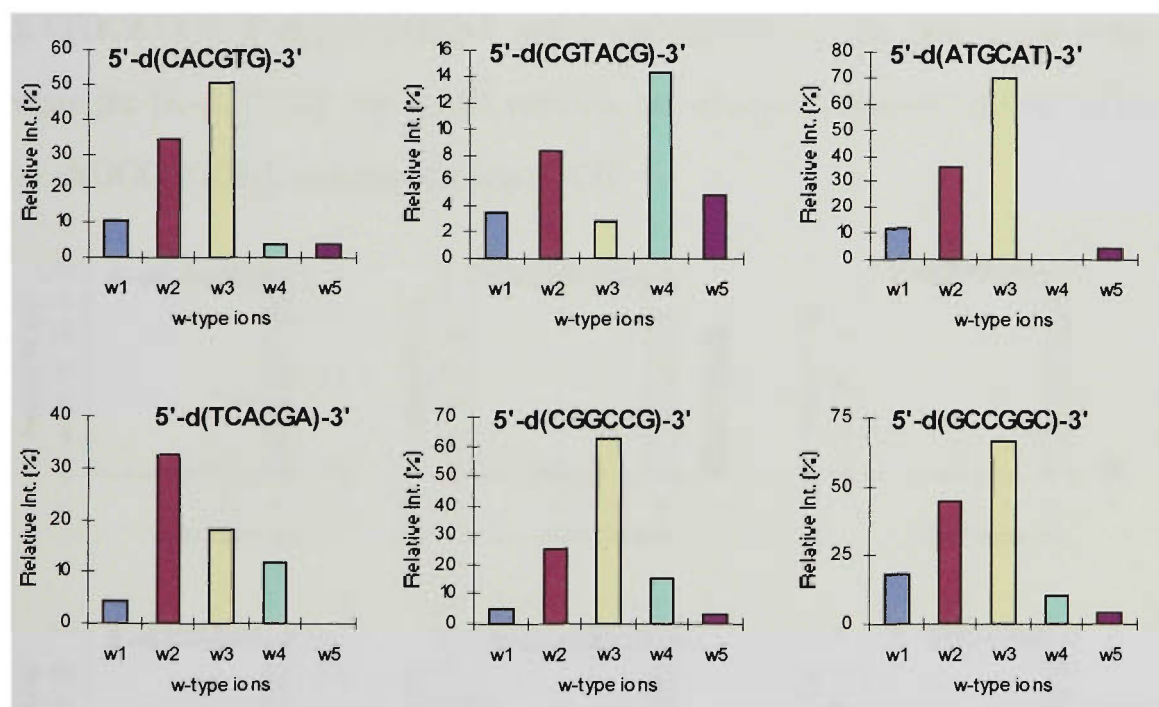 5'-d(CACGTG)-3'
Relative Int. (%)
60
50
40
30
20
10
0
w1 w2 w3 w4 w5
w-type ions
5'-d(CGTACG)-3'
Relative Int. (%)
16
14
12
10
8
6
4
2
0
w1 w2 w3 w4 w5
w-type ions
5'-d(ATGCAT)-3'
Relative Int. (%)
80
70
60
50
40
30
20
10
0
w1 w2 w3 w4 w5
w-type ions
5'-d(TCACGA)-3'
Relative Int. (%)
40
30
20
10
0
w1 w2 w3 w4 w5
w-type ions
5'-d(CGGCCG)-3'
Relative Int. (%)
70
60
50
40
30
20
10
0
w1 w2 w3 w4 w5
w-type ions
5'-d(GCCGGC)-3'
Relative Int. (%)
75
50
25
0
w1 w2 w3 w4 w5
w-type ions